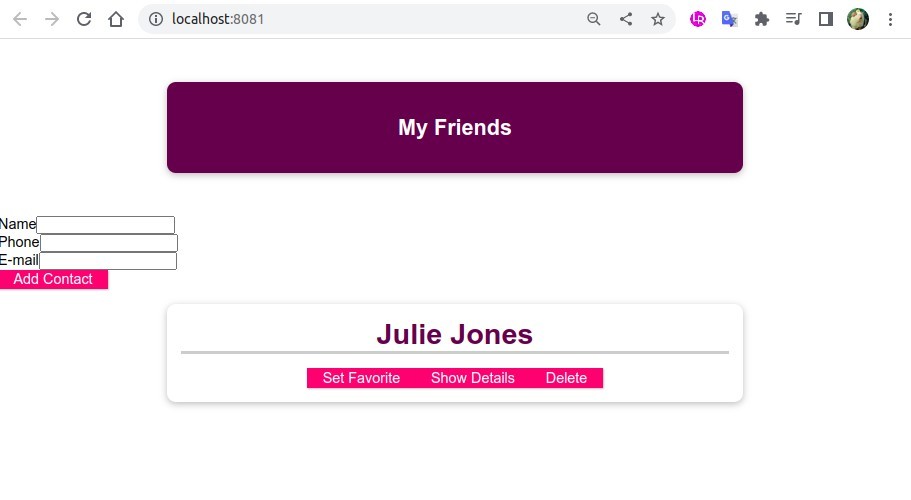 localhost:8081
My Friends
Name
Phone
E-mail
Add Contact
Julie Jones
Set Favorite Show Details Delete